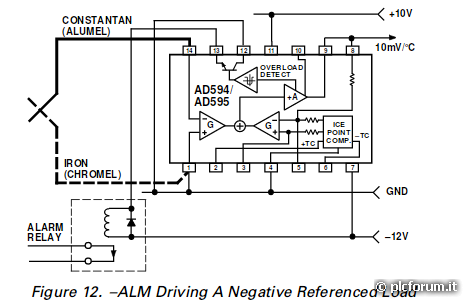 CONSTANTAN
(ALUMEL)
+10V
10mV/°C
14 13 12 11 10 9 8
OVERLOAD
DETECT
AD594/
AD595
+A
– G +
G – +
ICE
POINT
COMP.
–TC
+TC
IRON
(CHROMEL)
1 2 3 4 5 6 7
GND
ALARM
RELAY
–12V
Figure 12. –ALM Driving A Negative Referenced Load
© plcforum.it